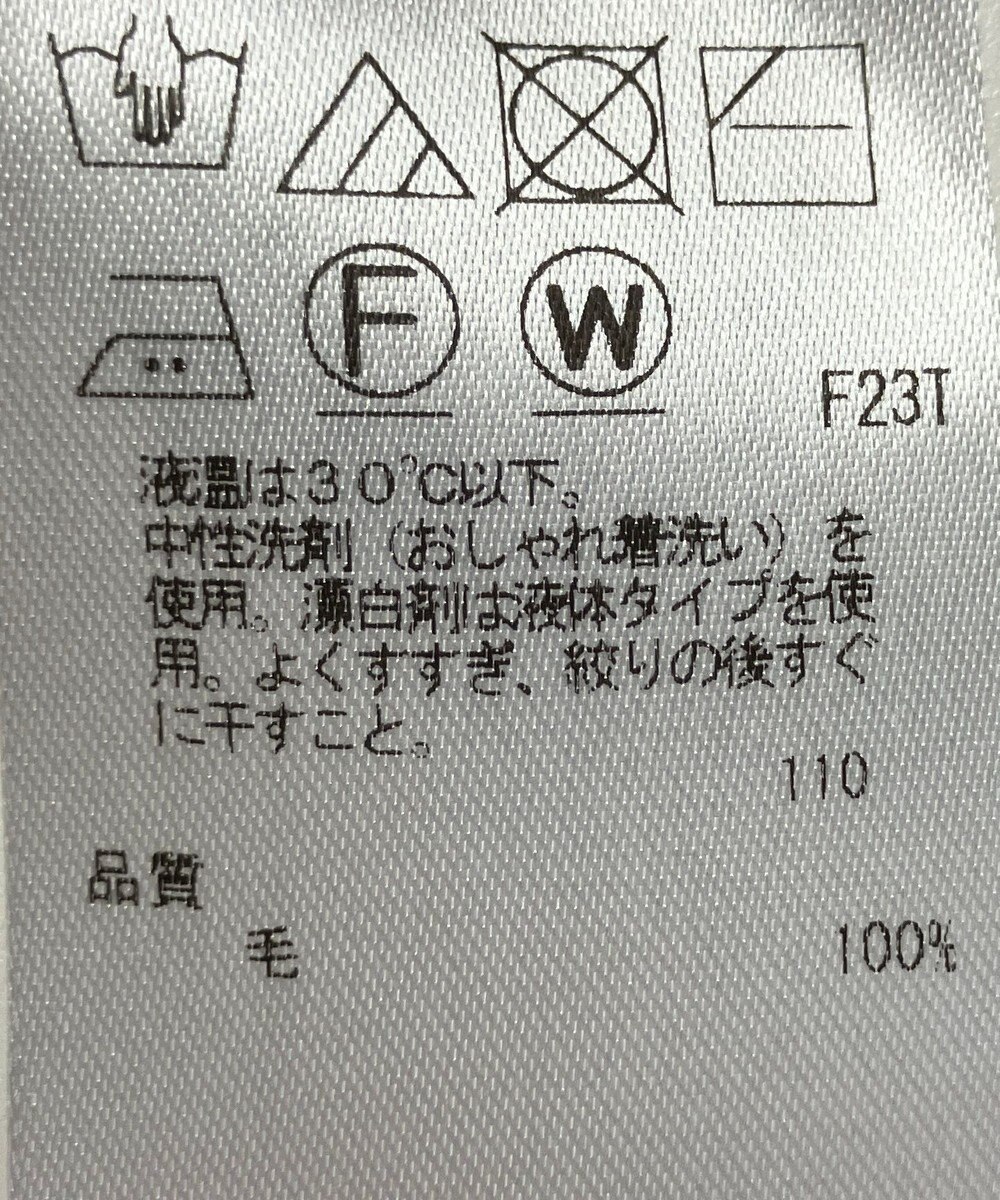 F W
F23T
液温は30℃以下。
中性洗剤（おしゃれ着洗い）を
使用。漂白剤は液体タイプを使
用。よくすすぎ、絞りの後すぐ
に干すこと。
110
品質
毛 100%